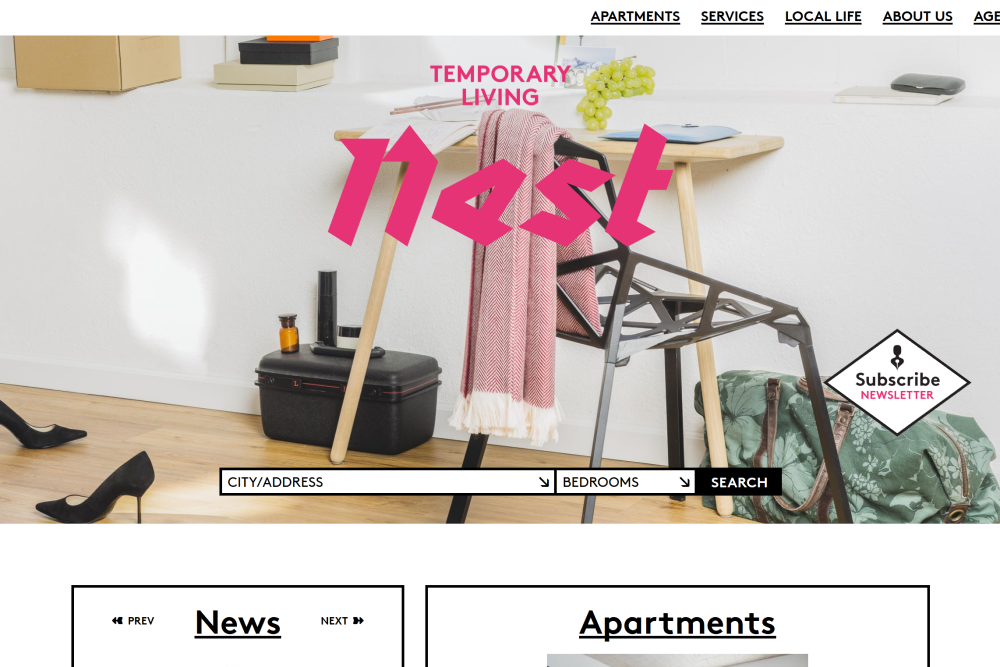 APARTMENTS SERVICES LOCAL LIFE ABOUT US AGE
TEMPORARY
LIVING
nest
Subscribe
NEWSLETTER
CITY/ADDRESS BEDROOMS SEARCH
PREV News NEXT
Apartments